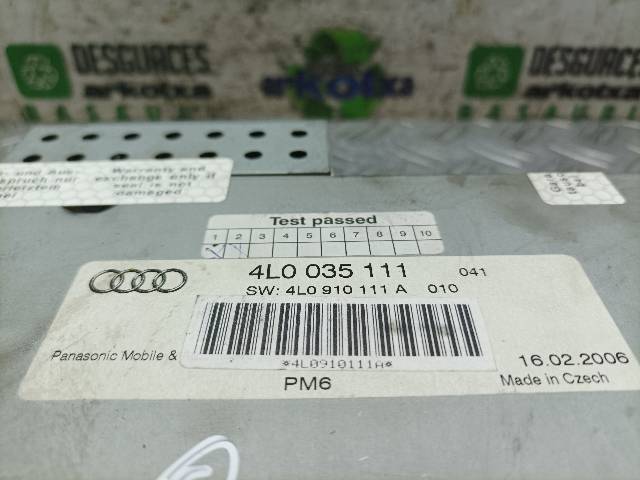 DESGUACES
arkotxa
arkotxa
DESGUACES
arkotxa
Warranty and
exchange only if
seal is not
damaged
Test passed
1 2 3 4 5 6 7 8 9 10
4L0 035 111 041
SW: 4L0 910 111 A 010
Panasonic Mobile &
*4L0910111A*
16.02.2006
PM6
Made in Czech